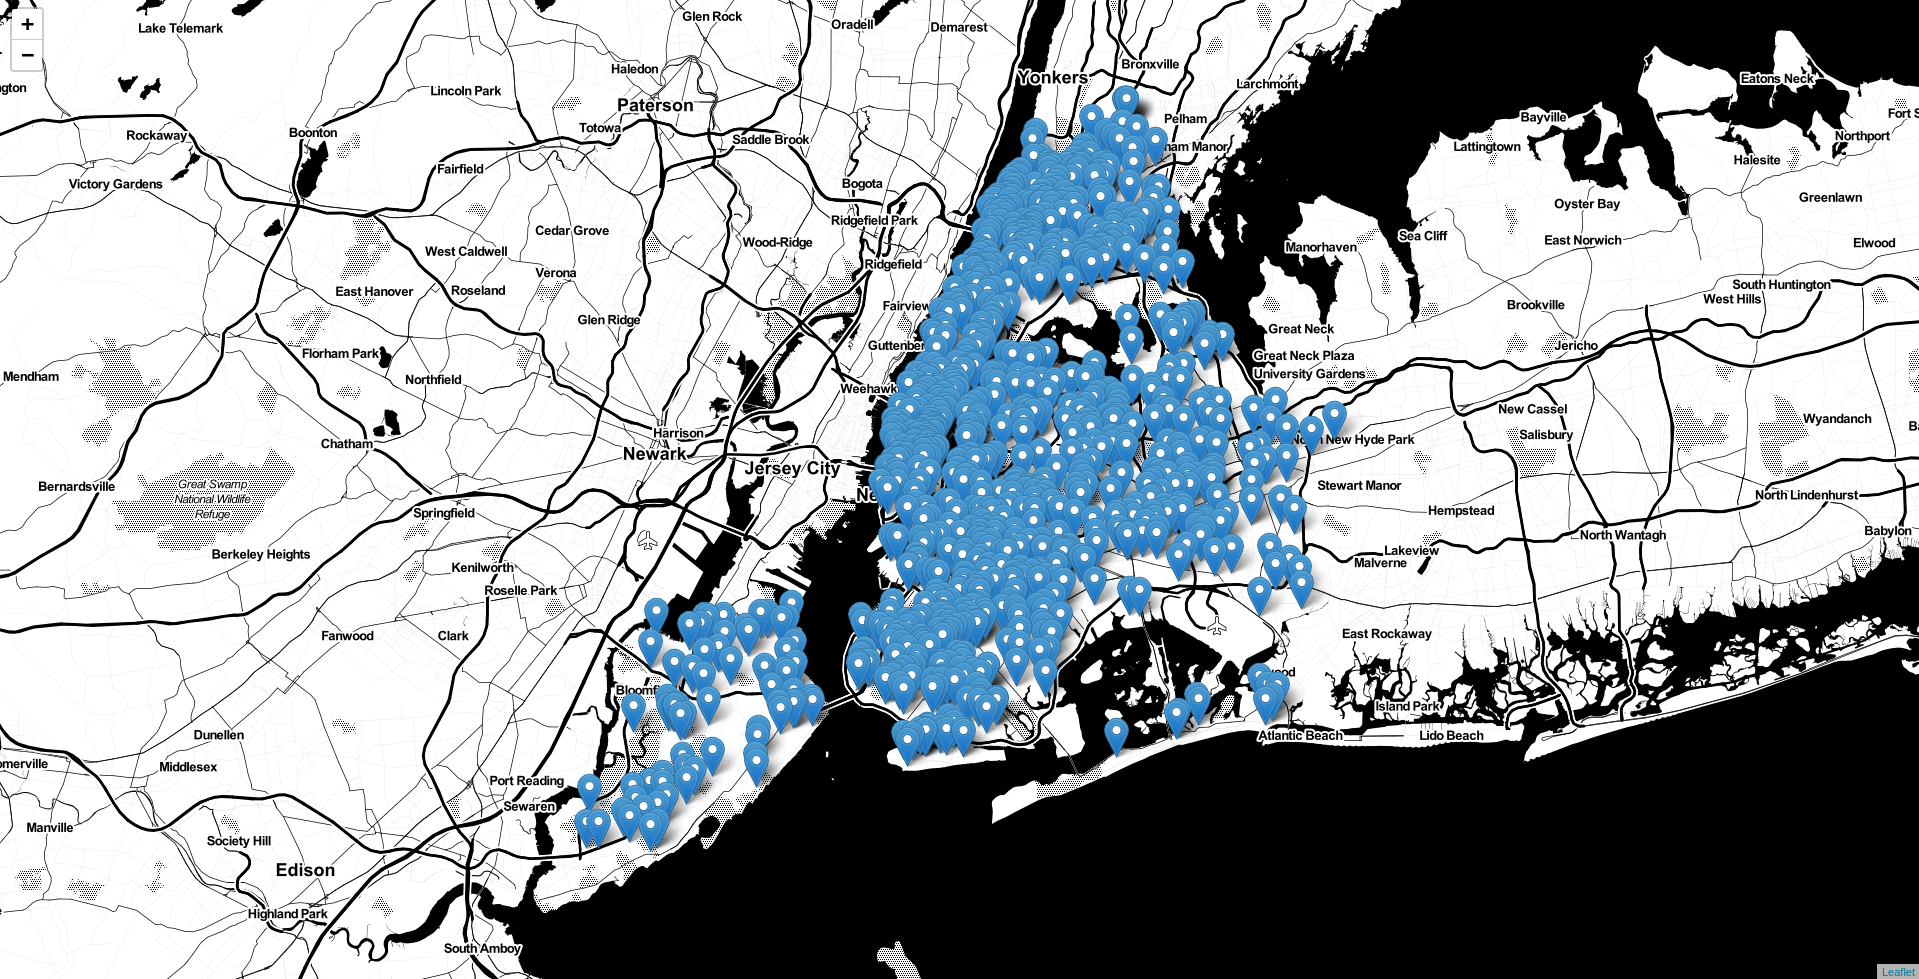 +
−
Lake Telemark
Glen Rock
Oradell
Demarest
Haledon
Yonkers
Bronxville
Larchmont
Eatons Neck
Lincoln Park
Paterson
Pelham
Bayville
Fort S
Rockaway
Boonton
Totowa
Saddle Brook
ham Manor
Lattingtown
Halesite
Northport
Victory Gardens
Fairfield
Bogota
Greenlawn
Oyster Bay
Ridgefield Park
Cedar Grove
Wood-Ridge
Manorhaven
Sea Cliff
East Norwich
Elwood
West Caldwell
Verona
Ridgefield
East Hanover
Roseland
South Huntington
West Hills
Fairview
Brookville
Glen Ridge
Great Neck
Guttenber
Jericho
Florham Park
Great Neck Plaza
University Gardens
Mendham
Northfield
Weehawk
New Cassel
Wyandanch
Harrison
Salisbury
Chatham
New Hyde Park
Newark
Jersey City
Bernardsville
Great Swamp
National Wildlife
Refuge
Ne
Stewart Manor
North Lindenhurst
Springfield
Hempstead
Babylon
North Wantagh
Berkeley Heights
Lakeview
Malverne
Kenilworth
Roselle Park
Fanwood
Clark
East Rockaway
ood
Bloomf
Island Park
Dunellen
Atlantic Beach
Lido Beach
omerville
Middlesex
Port Reading
Sewaren
Manville
Society Hill
Edison
Highland Park
South Amboy
Leaflet